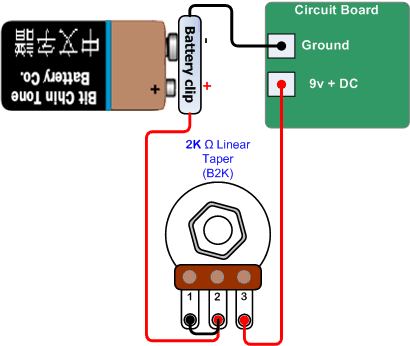 Bit Chin Tone
Battery Co.
中文字
+
-
Battery clip
+
Circuit Board
Ground
9v + DC
2K Ω Linear
Taper
(B2K)
1 2 3